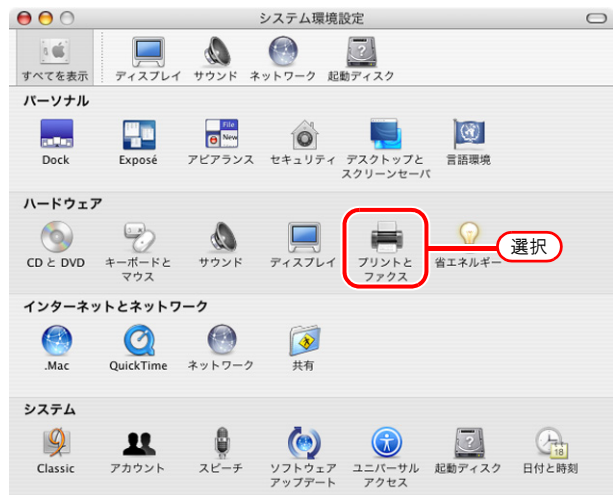 システム環境設定
すべてを表示 ディスプレイ サウンド ネットワーク 起動ディスク
パーソナル
File
New
Dock Exposé アピアランス セキュリティ デスクトップと 言語環境
スクリーンセーバ
ハードウェア
選択
CD と DVD キーボードと サウンド ディスプレイ プリントと 省エネルギー
マウス ファクス
インターネットとネットワーク
.Mac QuickTime ネットワーク 共有
システム
18
Classic アカウント スピーチ ソフトウェア ユニバーサル 起動ディスク 日付と時刻
アップデート アクセス